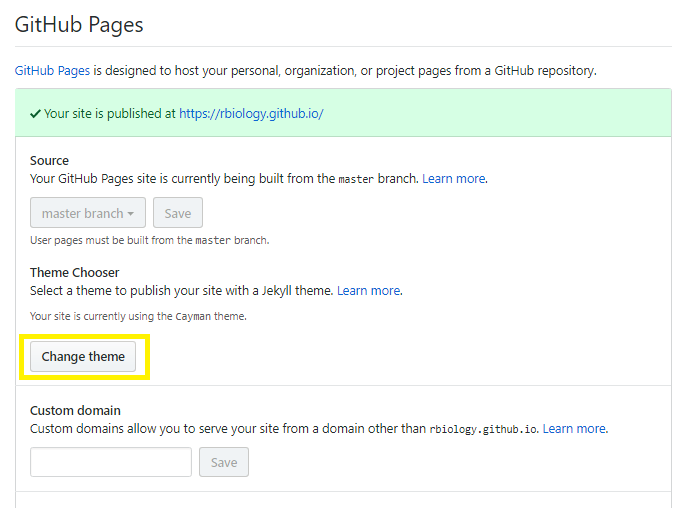 GitHub Pages
GitHub Pages is designed to host your personal, organization, or project pages from a GitHub repository.
Your site is published at https://rbiology.github.io/
Source
Your GitHub Pages site is currently being built from the master branch. Learn more.
master branch
Save
User pages must be built from the master branch.
Theme Chooser
Select a theme to publish your site with a Jekyll theme. Learn more.
Your site is currently using the Cayman theme.
Change theme
Custom domain
Custom domains allow you to serve your site from a domain other than rbiology.github.io. Learn more.
Save